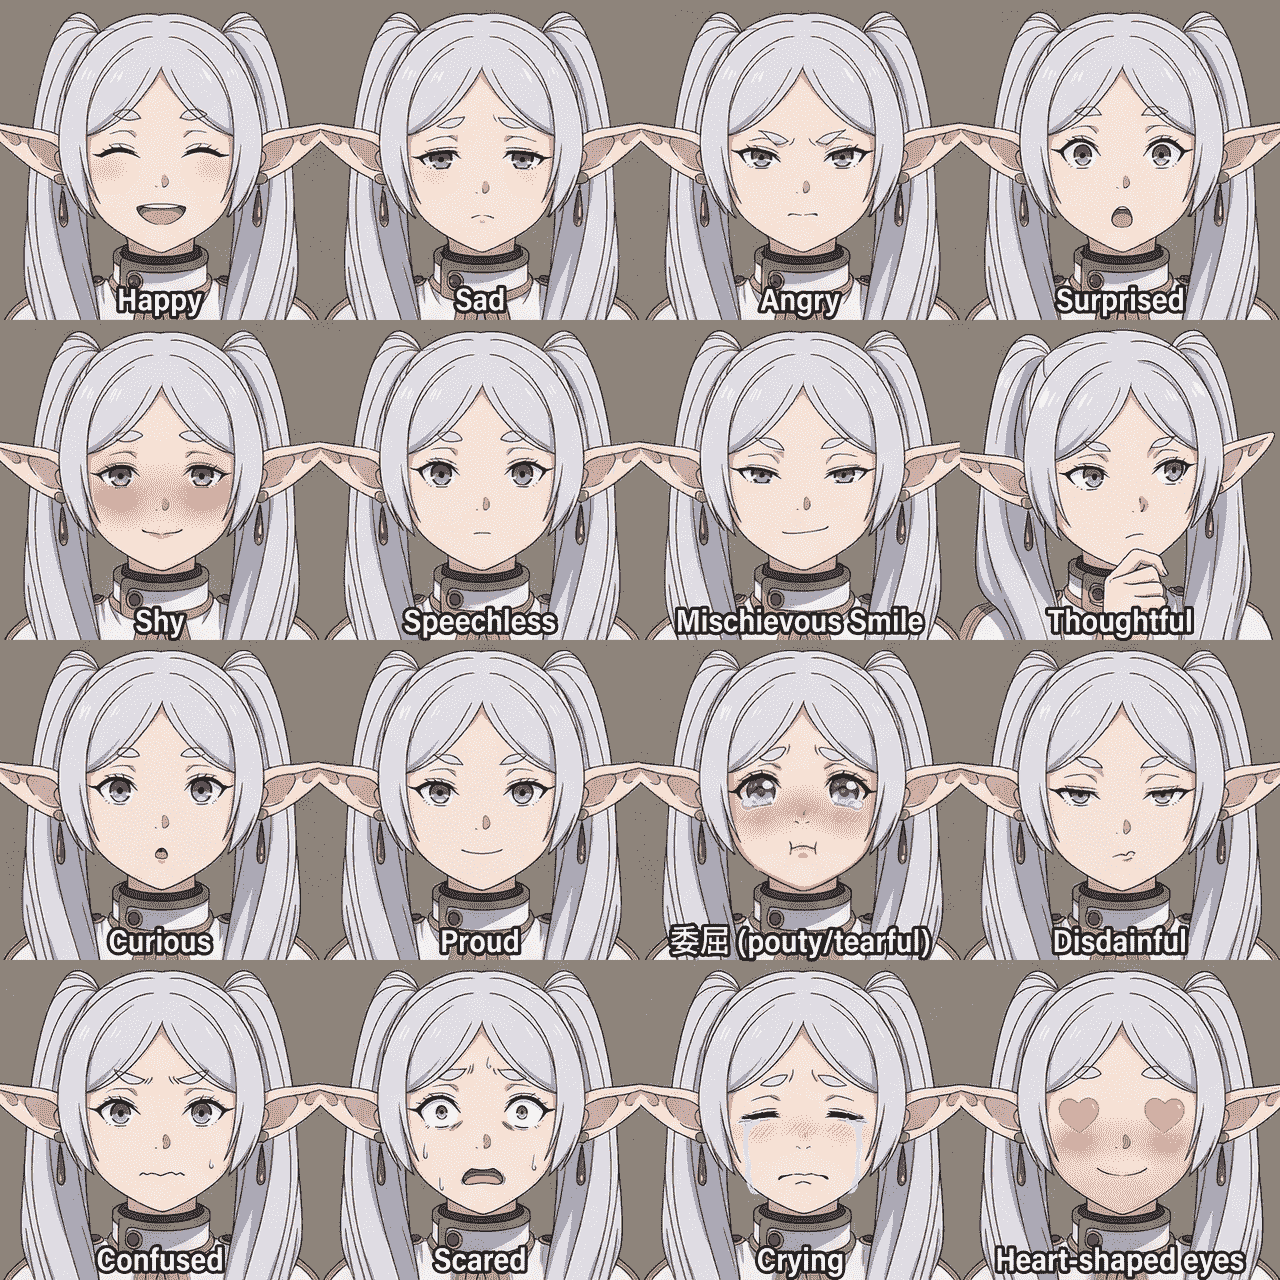 Happy
Sad
Angry
Surprised
Shy
Speechless
Mischievous Smile
Thoughtful
Curious
Proud
委屈 (pouty/tearful)
Disdainful
Confused
Scared
Crying
Heart-shaped eyes